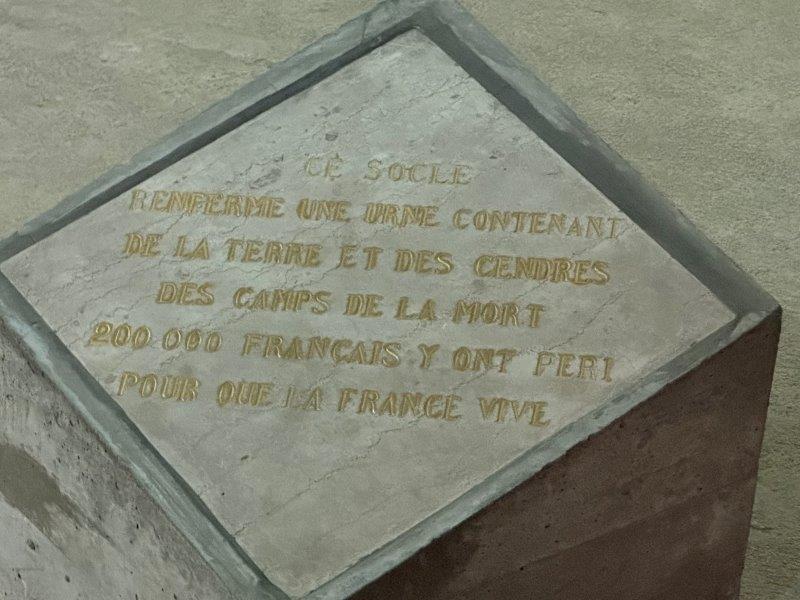 CE SOCLE
RENFERME UNE URNE CONTENANT
DE LA TERRE ET DES CENDRES
DES CAMPS DE LA MORT
200.000 FRANÇAIS Y ONT PERI
POUR QUE LA FRANCE VIVE